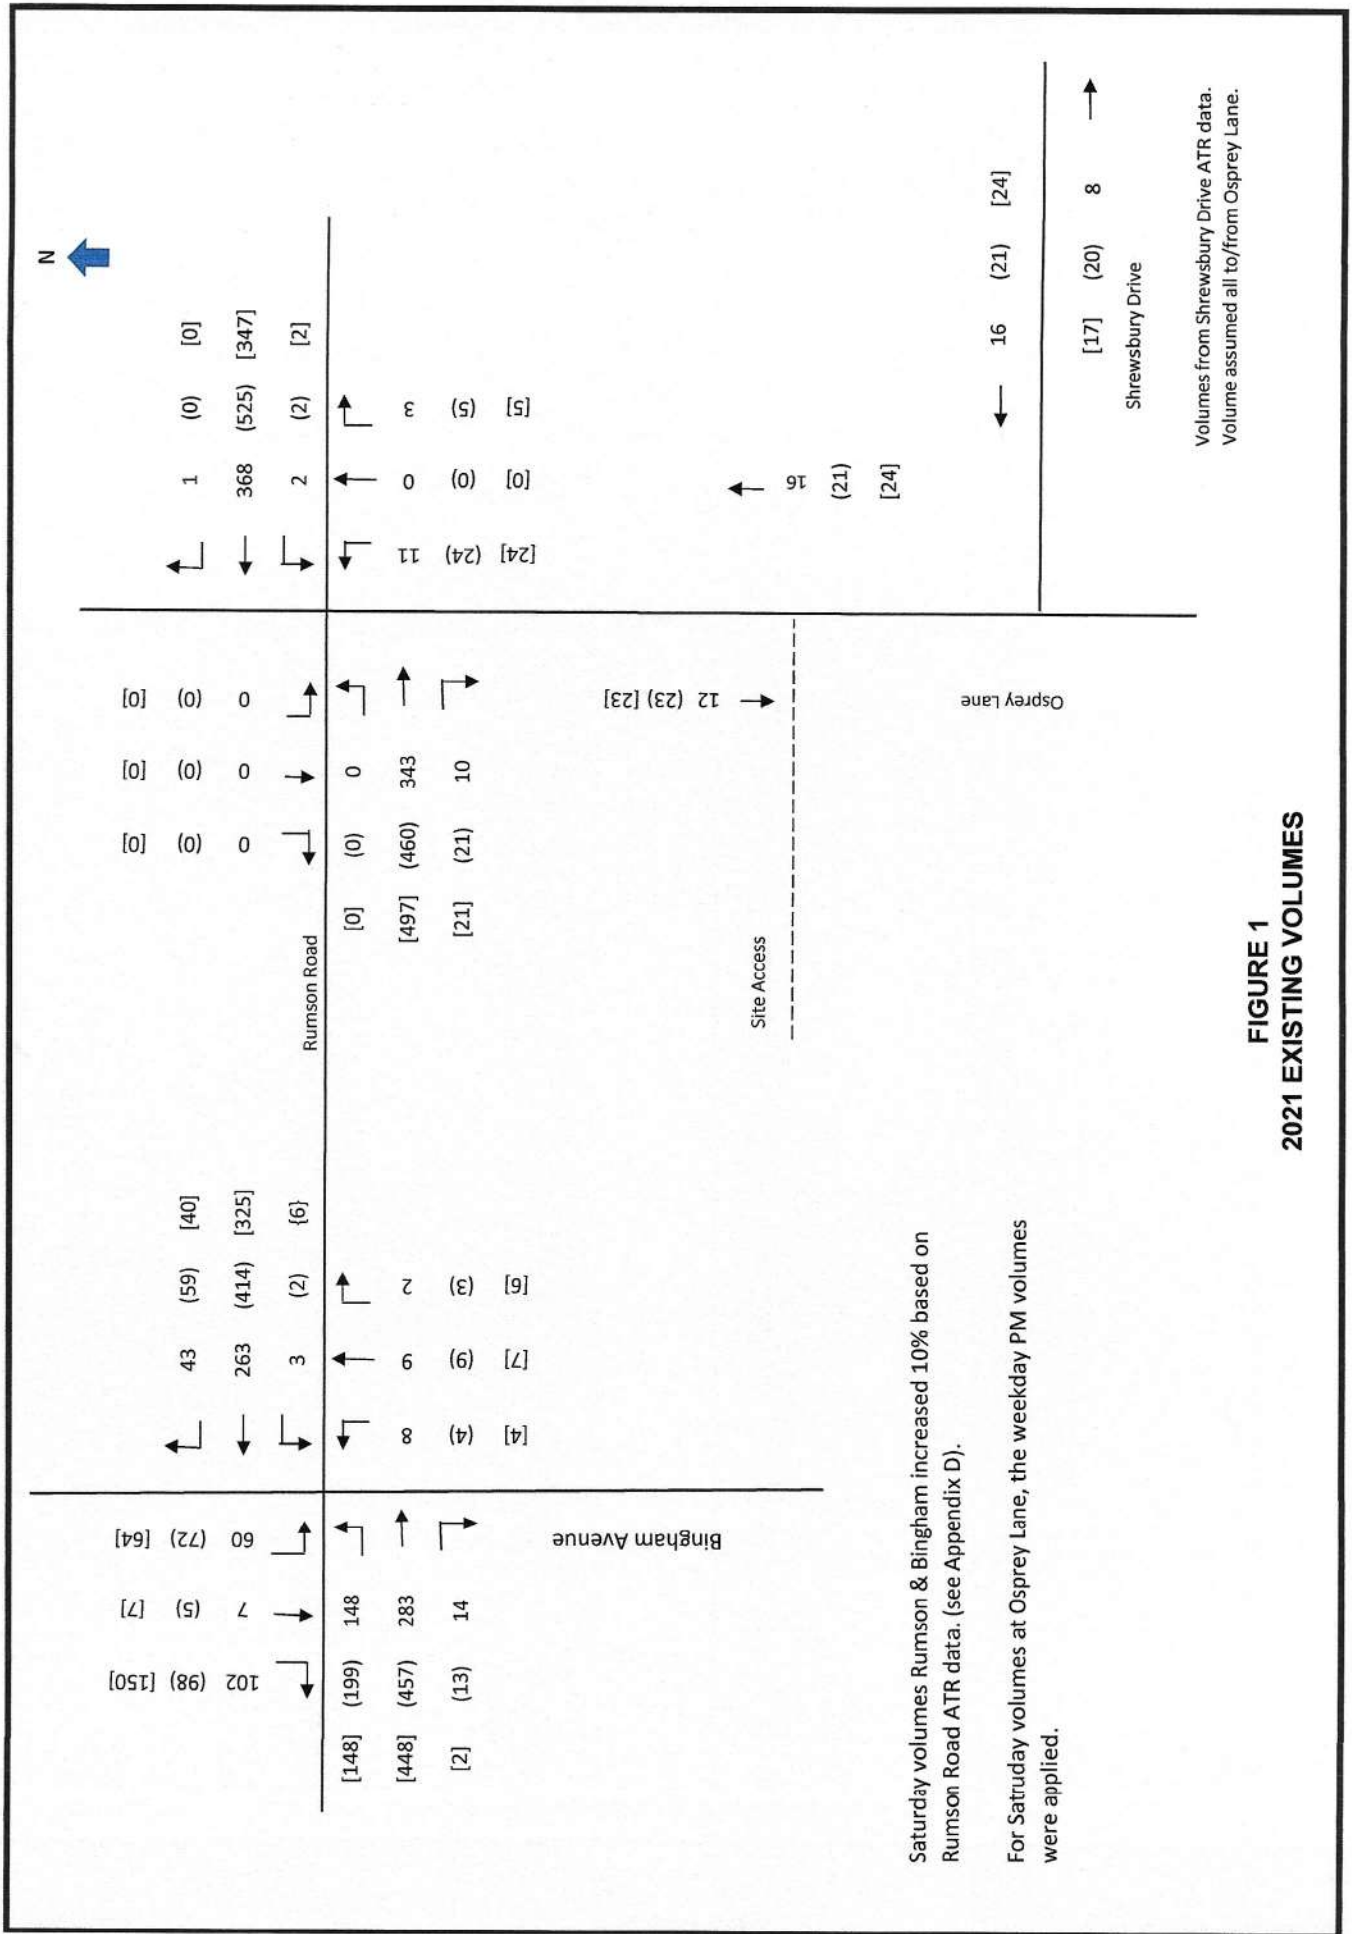 N
102 (98) [150]
7 (5) [7]
60 (72) [64]
43 (59) [40]
263 (414) [325]
3 (2) {6}
0 (0) [0]
0 (0) [0]
0 (0) [0]
1 (0) [0]
368 (525) [347]
2 (2) [2]
Rumson Road
[148] (199) 148
[448] (457) 283
[2] (13) 14
8 (4) [4]
9 (9) [7]
2 (3) [6]
[0] (0) 0
[497] (460) 343
[21] (21) 10
11 (24) [24]
0 (0) [0]
3 (5) [5]
Bingham Avenue
12 (23) [23]
Site Access
16
(21)
[24]
Osprey Lane
16 (21) [24]
[17] (20) 8
Shrewsbury Drive
Saturday volumes Rumson & Bingham increased 10% based on
Rumson Road ATR data. (see Appendix D).
For Satruday volumes at Osprey Lane, the weekday PM volumes
were applied.
Volumes from Shrewsbury Drive ATR data.
Volume assumed all to/from Osprey Lane.
FIGURE 1
2021 EXISTING VOLUMES